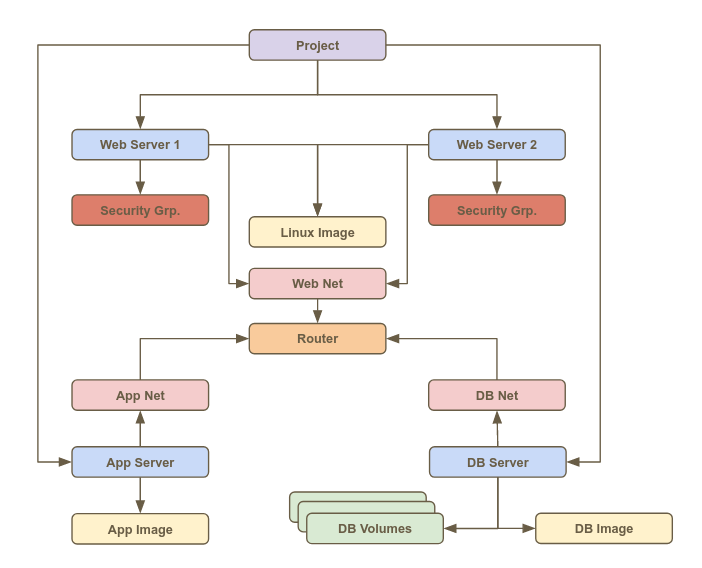 Project
Web Server 1
Web Server 2
Security Grp.
Security Grp.
Linux Image
Web Net
Router
App Net
DB Net
App Server
DB Server
App Image
DB Volumes
DB Image